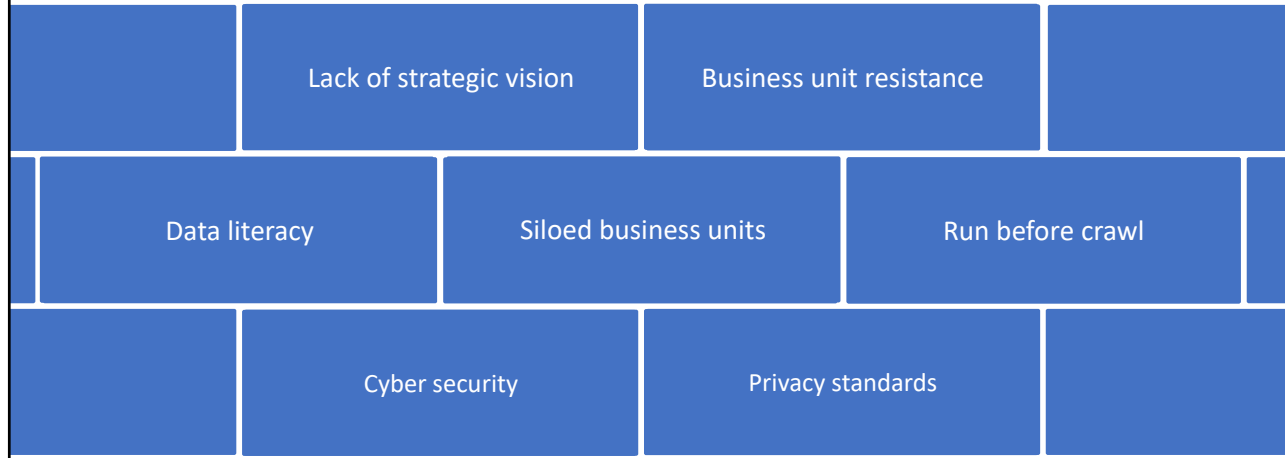 Lack of strategic vision
Business unit resistance
Data literacy
Siloed business units
Run before crawl
Cyber security
Privacy standards